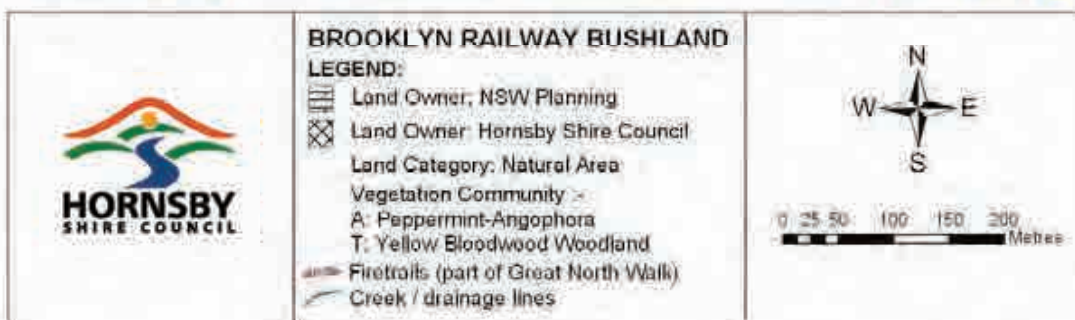 HORNSBY
SHIRE COUNCIL
BROOKLYN RAILWAY BUSHLAND
LEGEND:
Land Owner: NSW Planning
Land Owner: Hornsby Shire Council
Land Category: Natural Area
Vegetation Community :-
A: Peppermint-Angophora
T: Yellow Bloodwood Woodland
Firetrails (part of Great North Walk)
Creek / drainage lines
N
W E
S
0 25 50 100 150 200
Metres